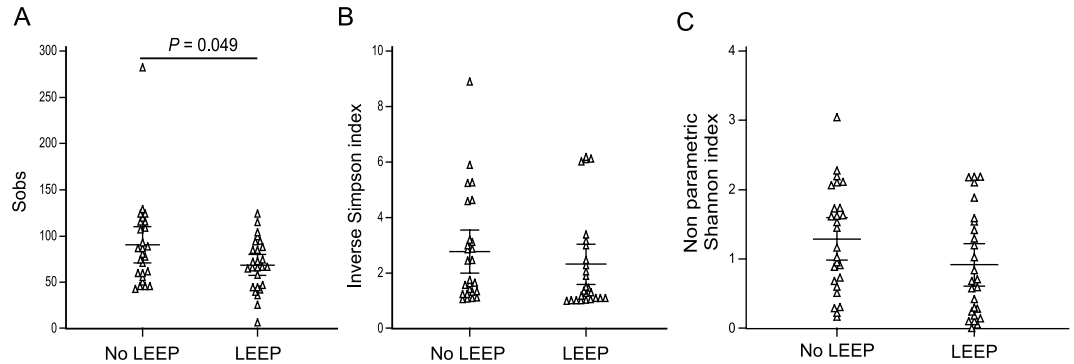 A
P = 0.049
Sobs
300
250
200
150
100
50
0
No LEEP LEEP
B
Inverse Simpson index
10
8
6
4
2
0
No LEEP LEEP
C
Non parametric
Shannon index
4
3
2
1
0
No LEEP LEEP